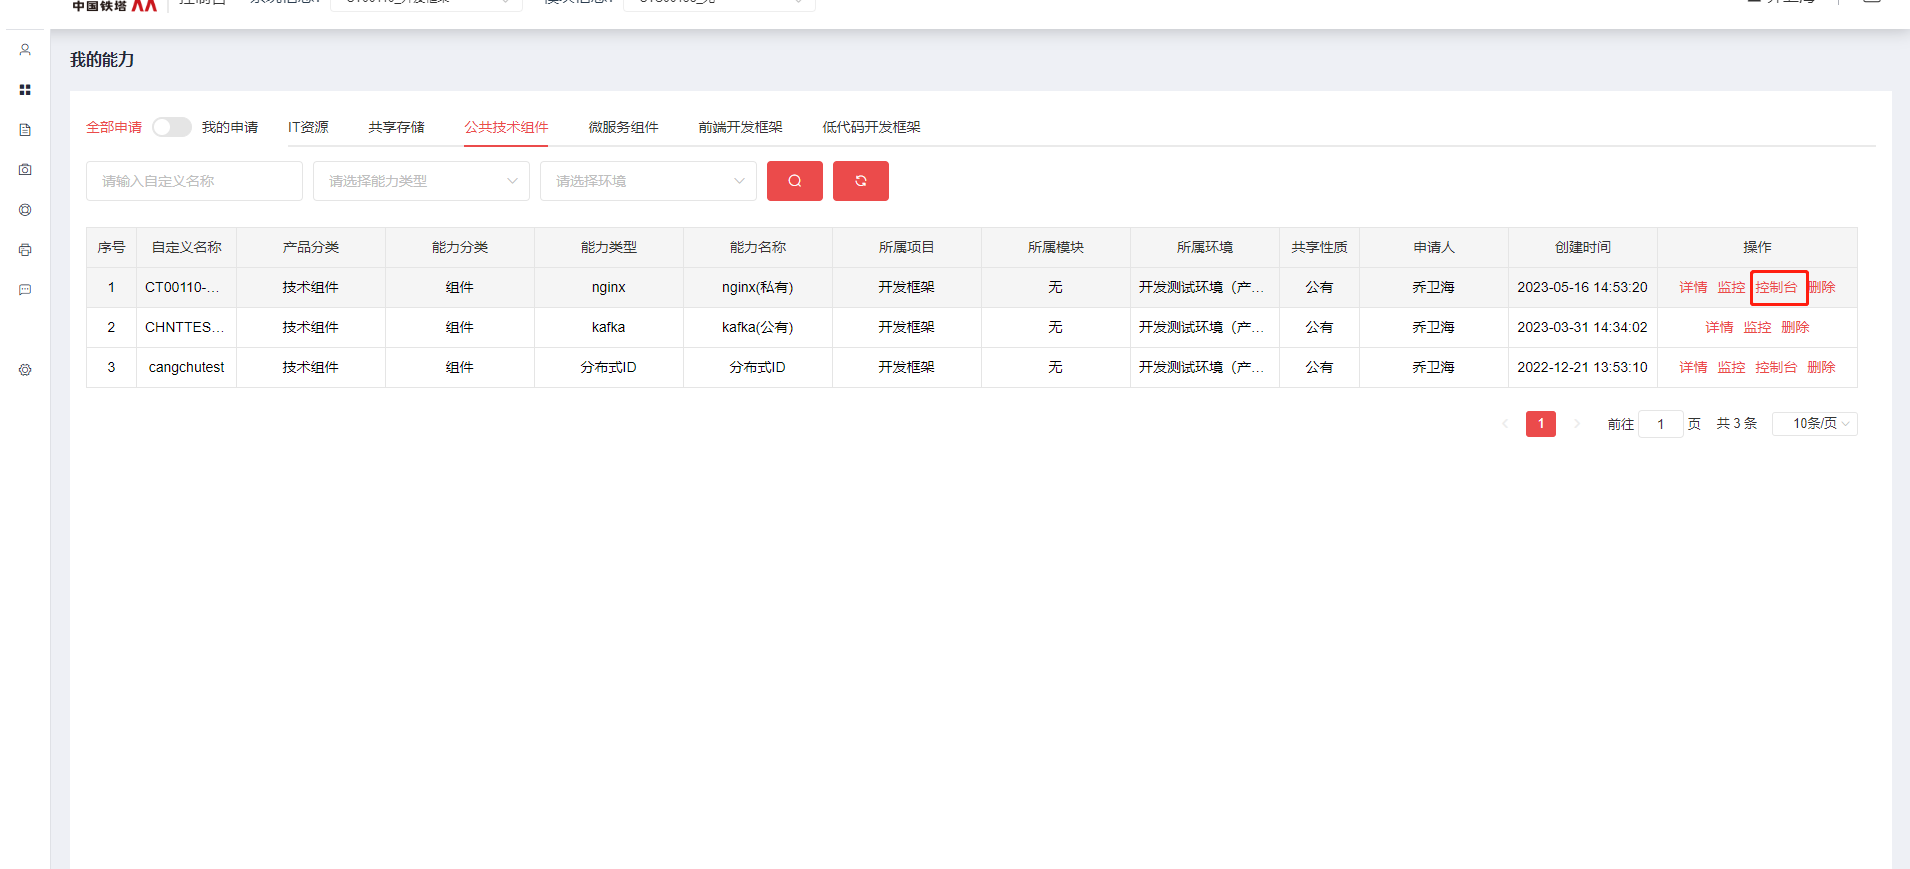 中国铁塔
控制台
我的能力
全部申请 我的申请 IT资源 共享存储 公共技术组件 微服务组件 前端开发框架 低代码开发框架
请输入自定义名称 请选择能力类型 请选择环境
序号 自定义名称 产品分类 能力分类 能力类型 能力名称 所属项目 所属模块 所属环境 共享性质 申请人 创建时间 操作
1 CT00110-... 技术组件 组件 nginx nginx(私有) 开发框架 无 开发测试环境（产... 公有 乔卫海 2023-05-16 14:53:20 详情 监控 控制台 删除
2 CHNTTES... 技术组件 组件 kafka kafka(公有) 开发框架 无 开发测试环境（产... 公有 乔卫海 2023-03-31 14:34:02 详情 监控 删除
3 cangchutest 技术组件 组件 分布式ID 分布式ID 开发框架 无 开发测试环境（产... 公有 乔卫海 2022-12-21 13:53:10 详情 监控 控制台 删除
1 前往 1 页 共 3 条 10条/页